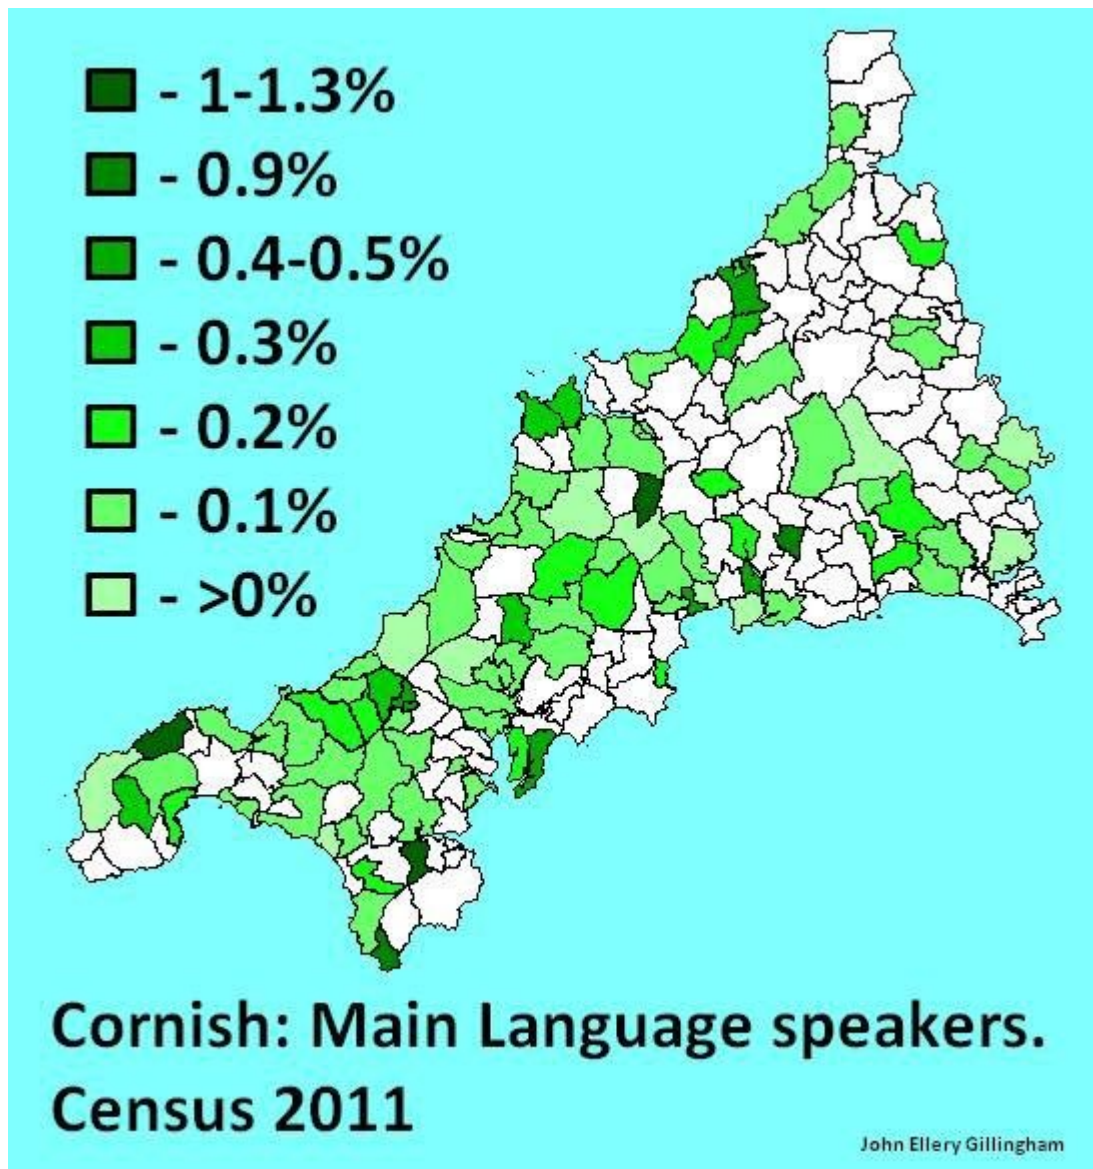 - 1-1.3%
- 0.9%
- 0.4-0.5%
- 0.3%
- 0.2%
- 0.1%
- >0%
Cornish: Main Language speakers.
Census 2011
John Ellery Gillingham